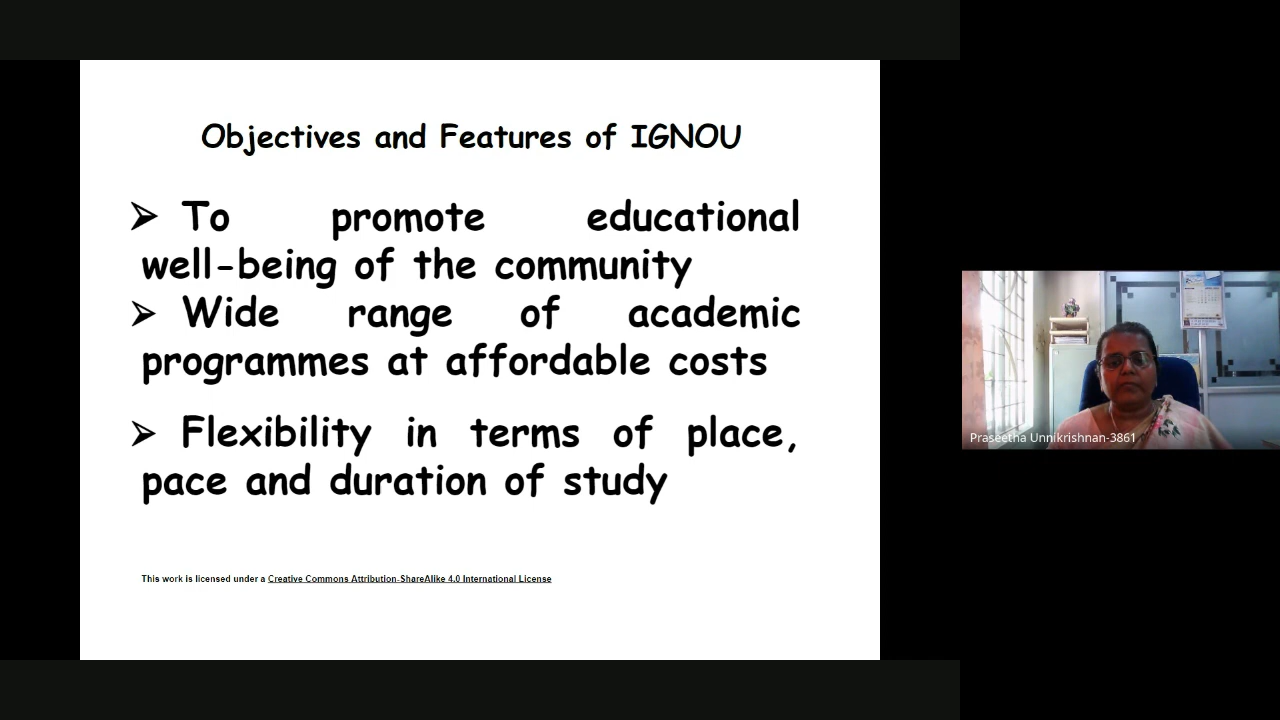 Objectives and Features of IGNOU
➢ To promote educational
well-being of the community
➢ Wide range of academic
programmes at affordable costs
➢ Flexibility in terms of place,
pace and duration of study
This work is licensed under a Creative Commons Attribution-ShareAlike 4.0 International License
Praseetha Unnikrishnan-3861